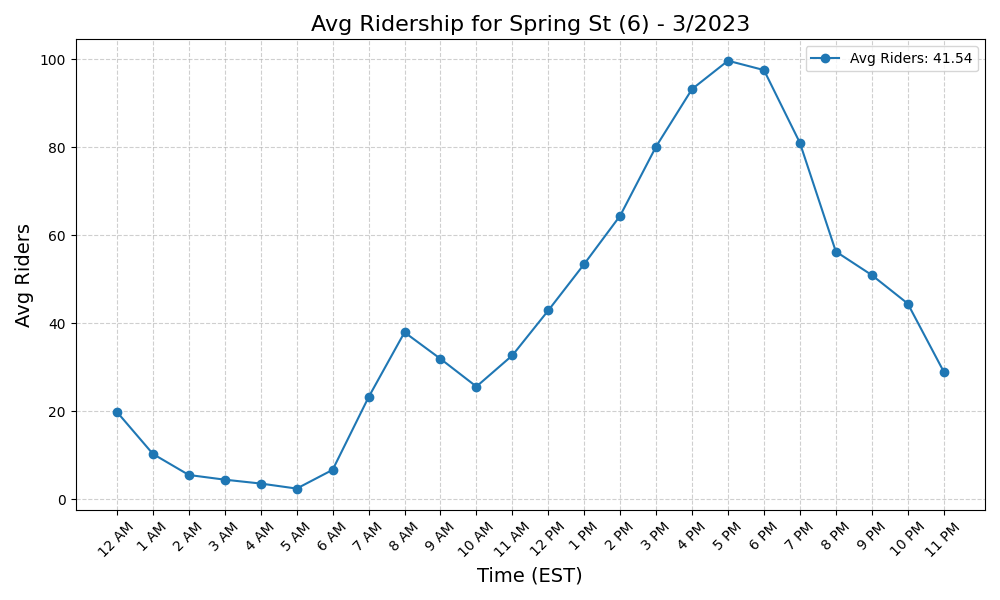 Avg Ridership for Spring St (6) - 3/2023
Avg Riders: 41.54
Avg Riders
100
80
60
40
20
0
12 AM
1 AM
2 AM
3 AM
4 AM
5 AM
6 AM
7 AM
8 AM
9 AM
10 AM
11 AM
12 PM
1 PM
2 PM
3 PM
4 PM
5 PM
6 PM
7 PM
8 PM
9 PM
10 PM
11 PM
Time (EST)